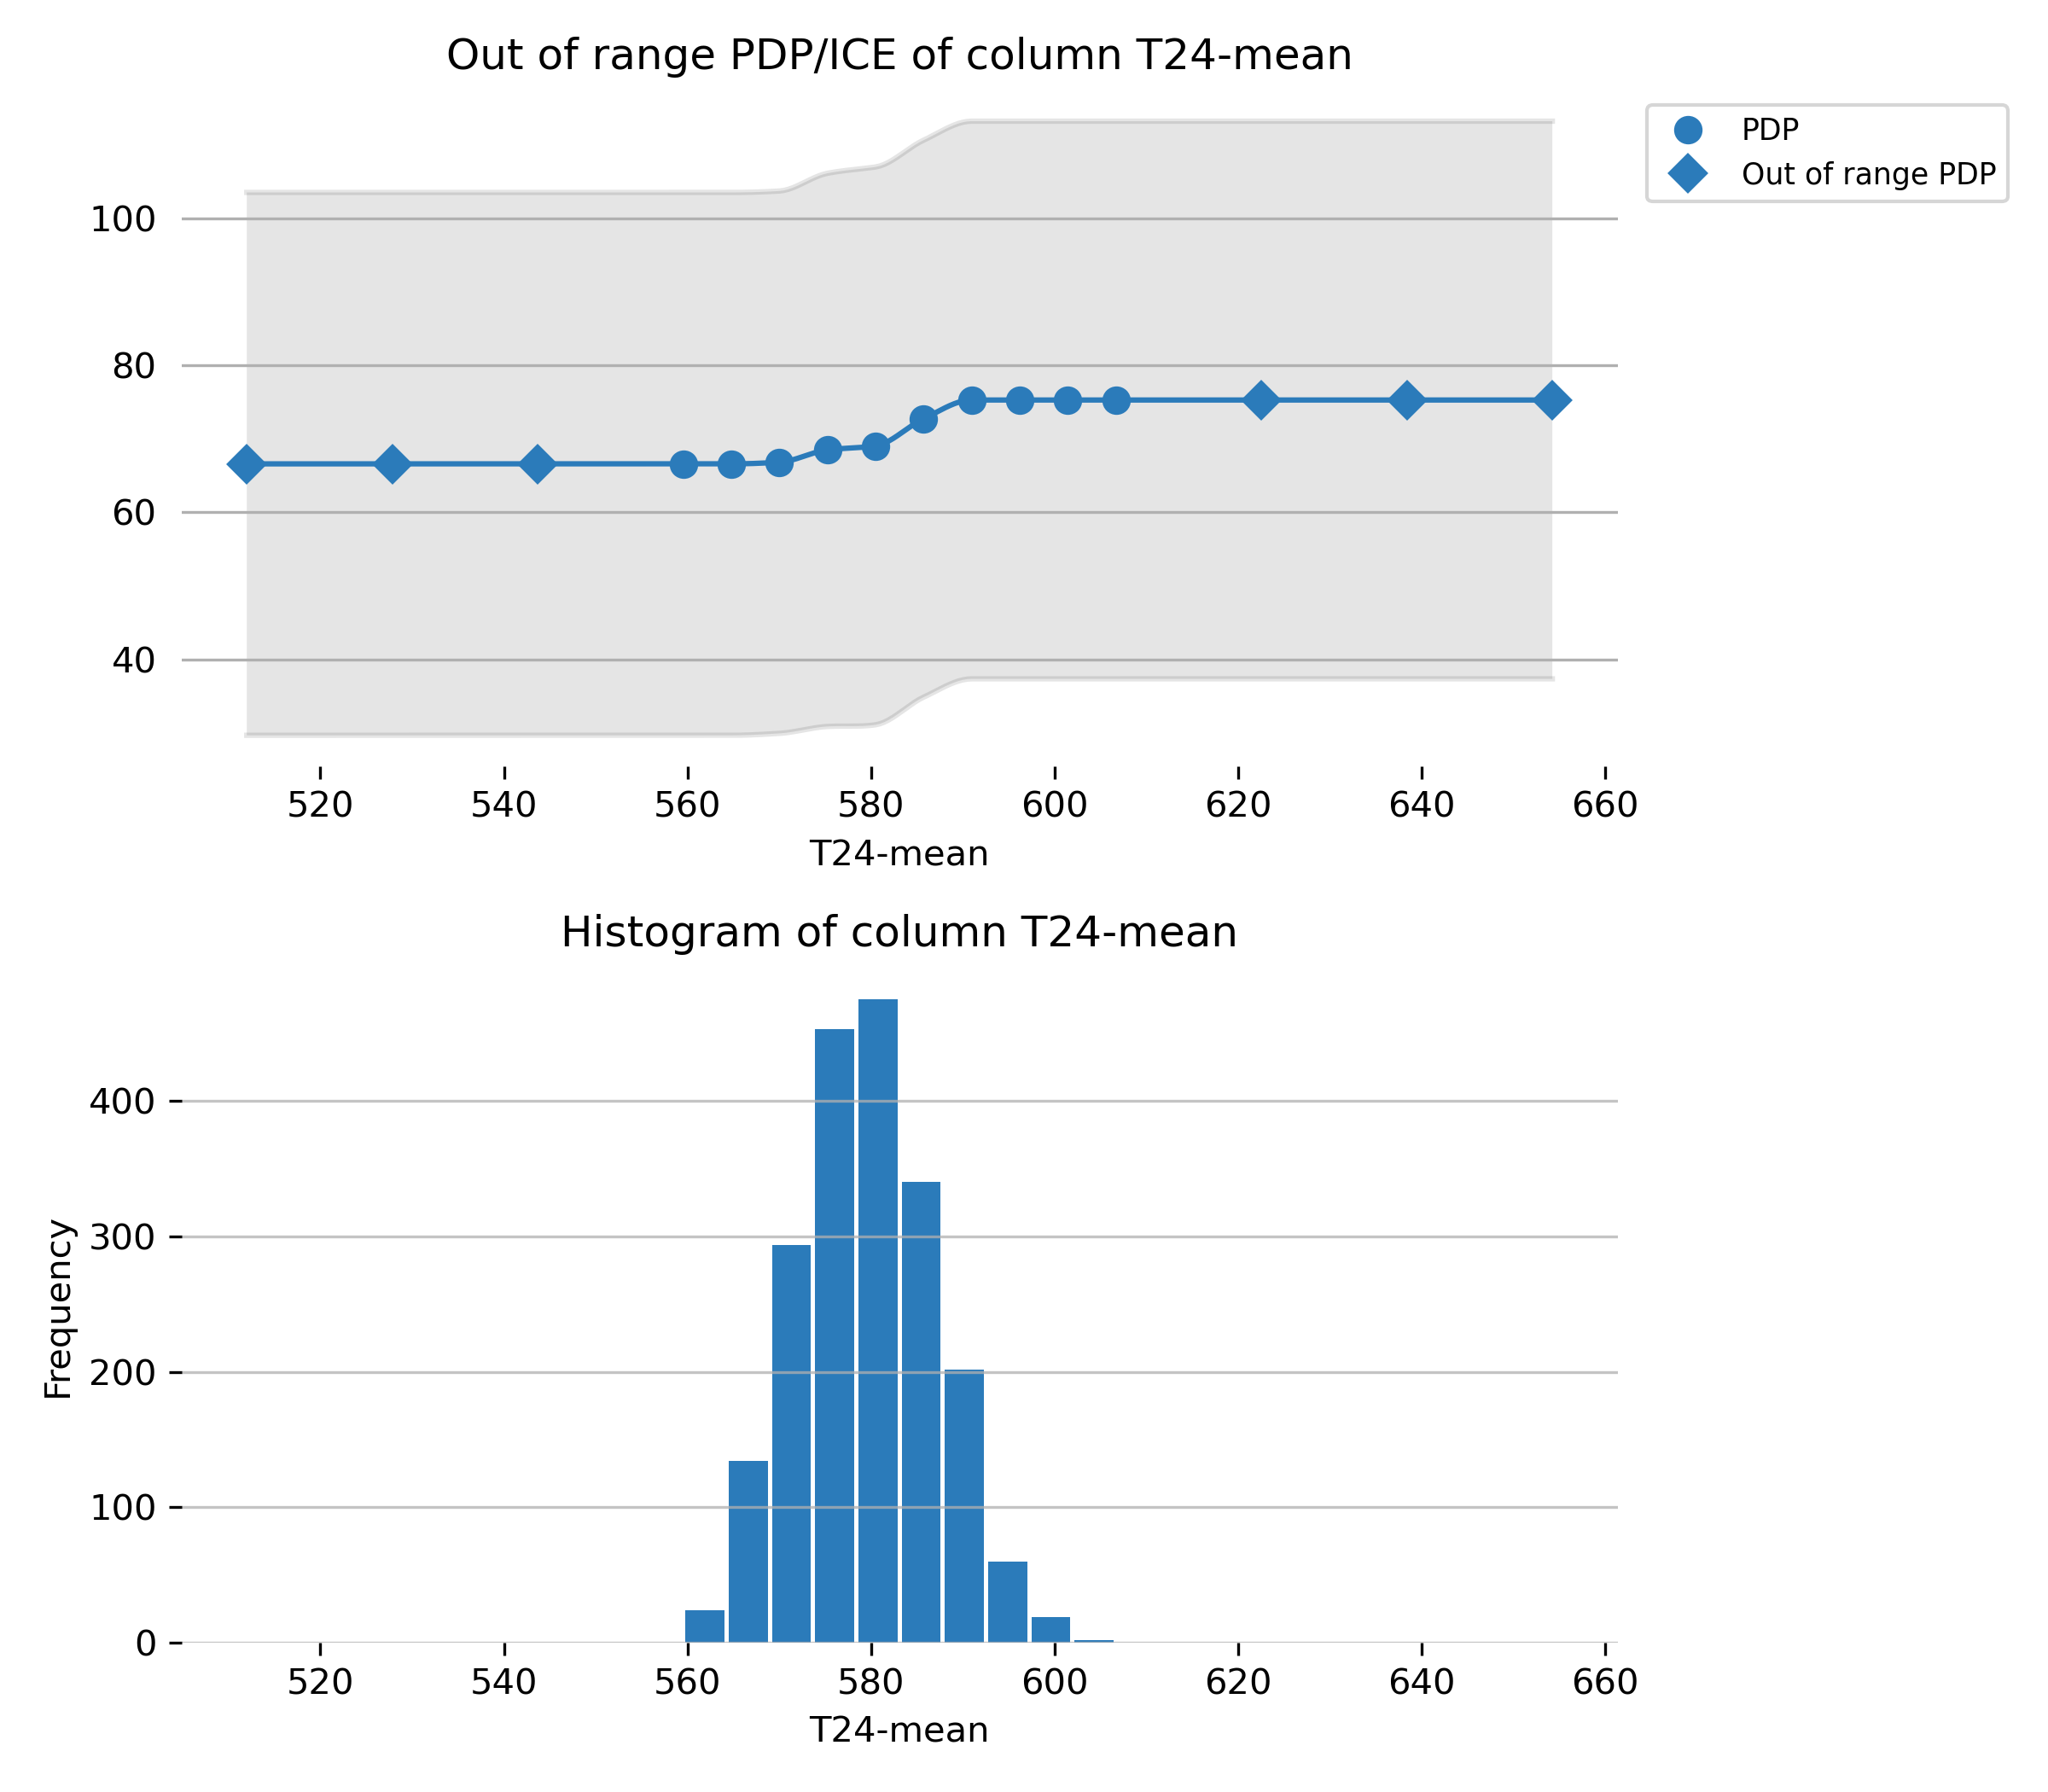 Out of range PDP/ICE of column T24-mean
PDP
Out of range PDP
100
80
60
40
520 540 560 580 600 620 640 660
T24-mean
Histogram of column T24-mean
Frequency
400
300
200
100
0
520 540 560 580 600 620 640 660
T24-mean